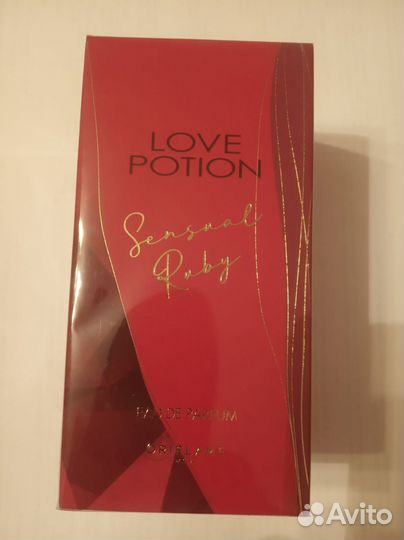 LOVE
POTION
Sensual
Ruby
EAU DE PARFUM
ORIFLAME
Avito